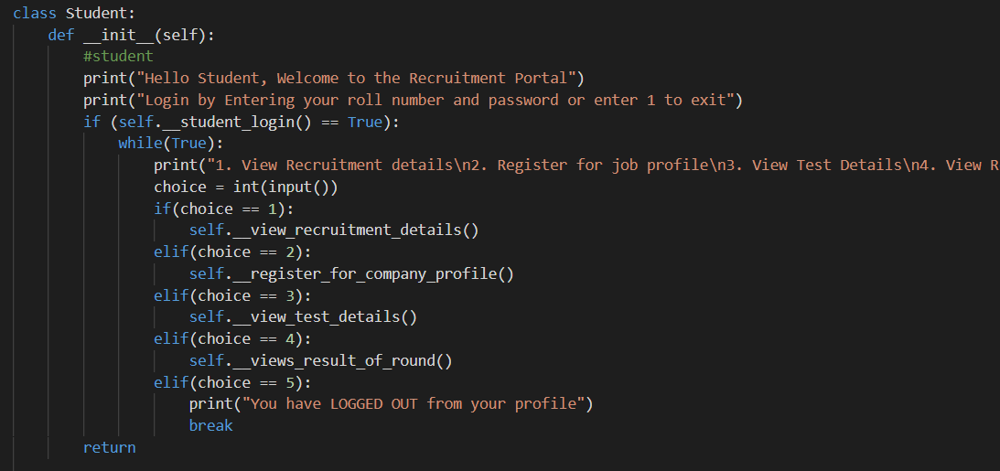 class Student:
    def __init__(self):
        #student
        print("Hello Student, Welcome to the Recruitment Portal")
        print("Login by Entering your roll number and password or enter 1 to exit")
        if (self.__student_login() == True):
            while(True):
                print("1. View Recruitment details\n2. Register for job profile\n3. View Test Details\n4. View R
                choice = int(input())
                if(choice == 1):
                    self.__view_recruitment_details()
                elif(choice == 2):
                    self.__register_for_company_profile()
                elif(choice == 3):
                    self.__view_test_details()
                elif(choice == 4):
                    self.__views_result_of_round()
                elif(choice == 5):
                    print("You have LOGGED OUT from your profile")
                    break
        return